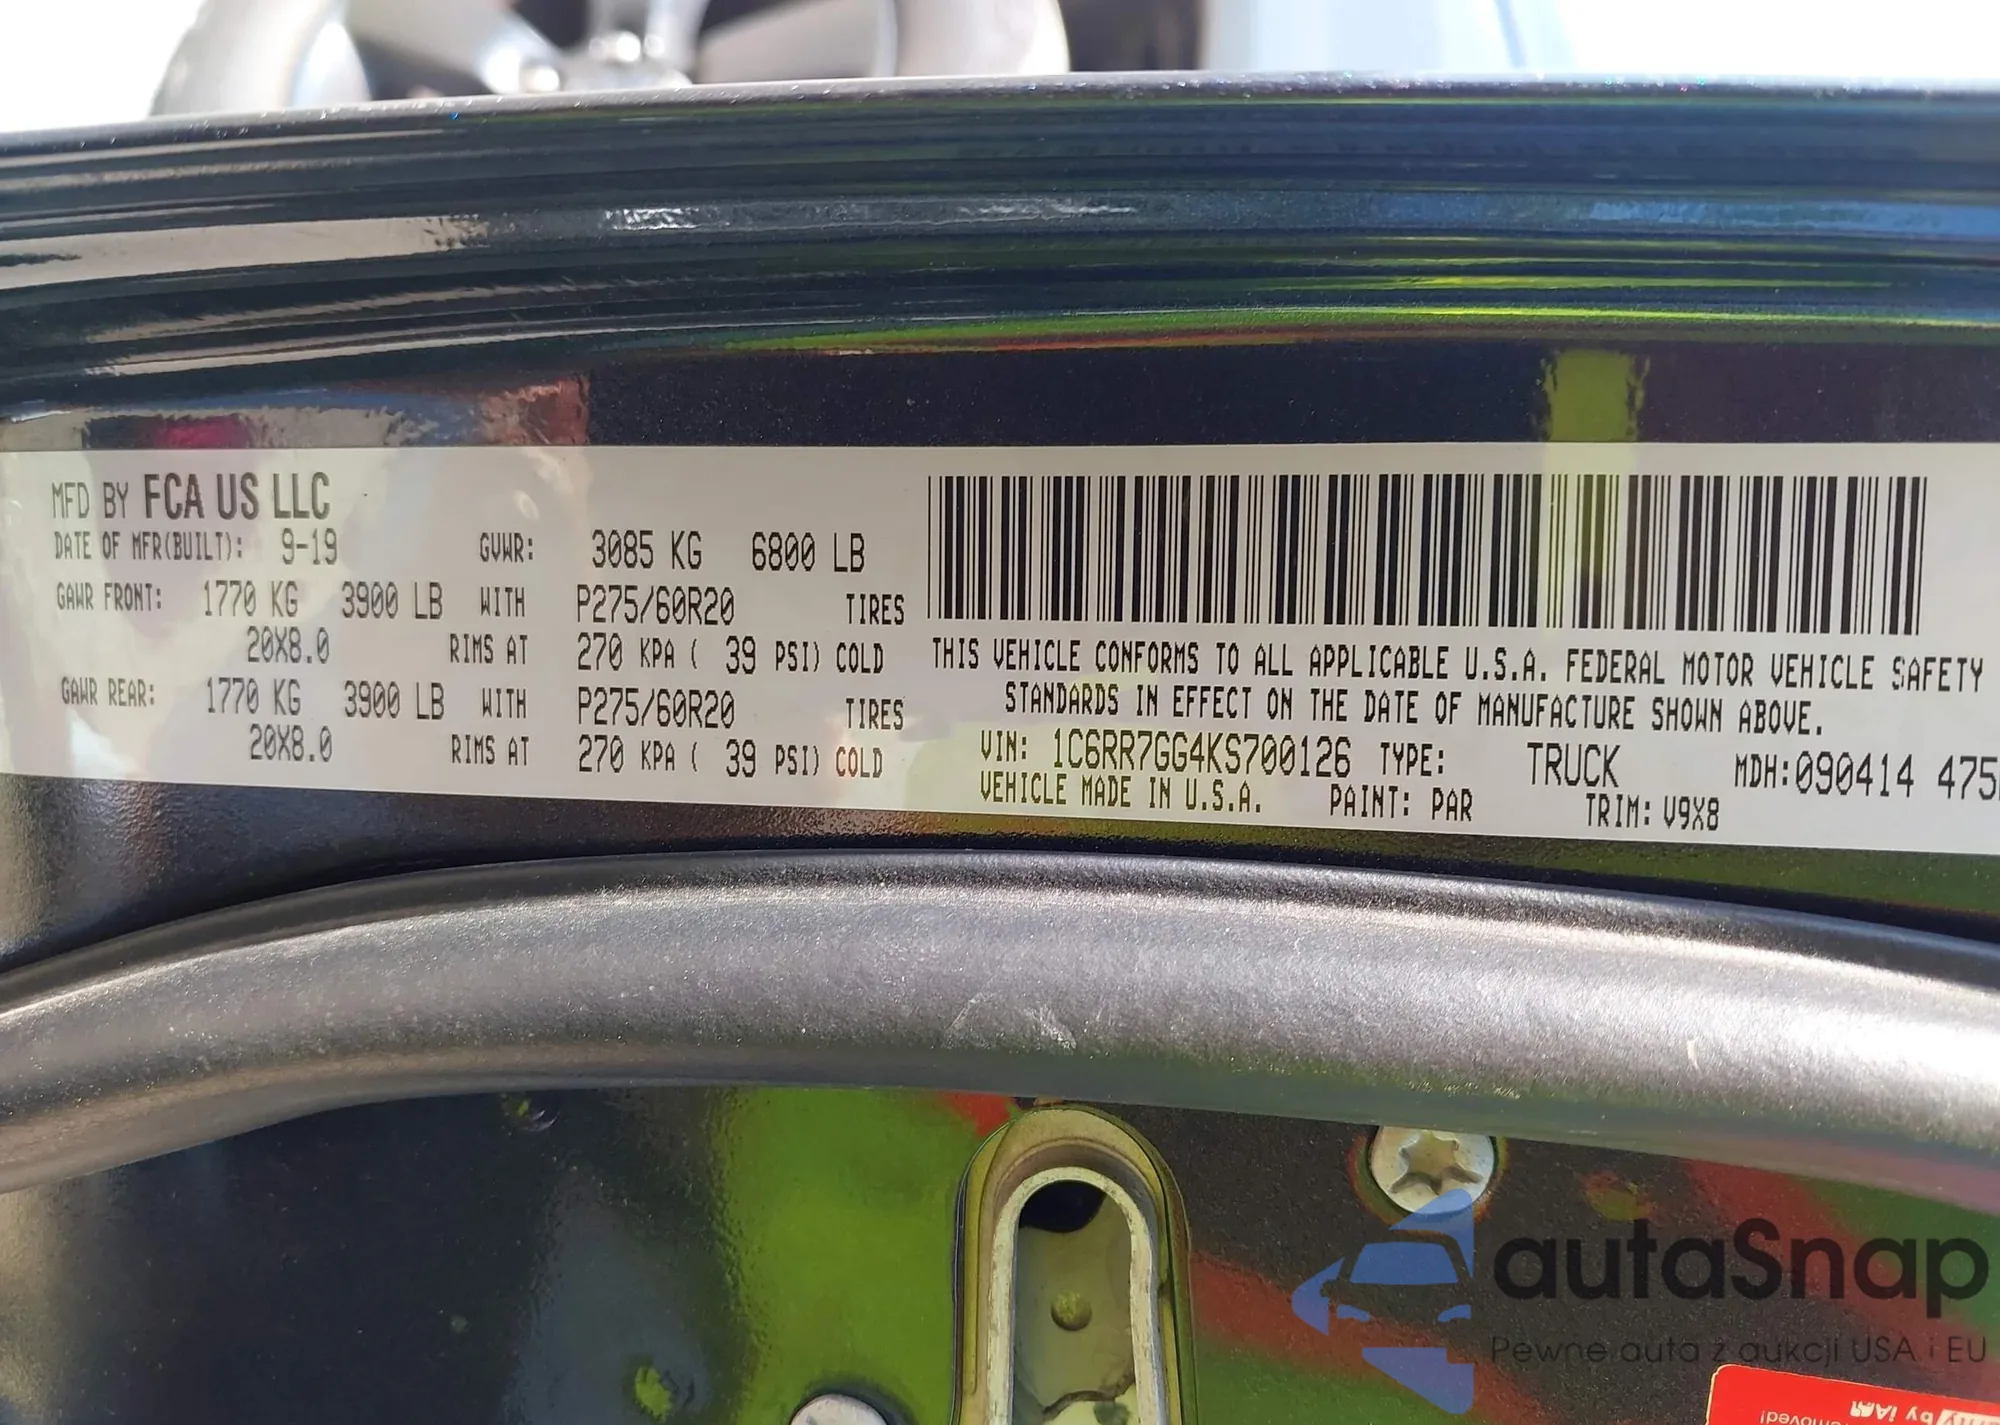 MFD BY FCA US LLC
DATE OF MFR(BUILT): 9-19 GVWR: 3085 KG 6800 LB
GAWR FRONT: 1770 KG 3900 LB WITH P275/60R20 TIRES
20X8.0 RIMS AT 270 KPA ( 39 PSI) COLD
GAWR REAR: 1770 KG 3900 LB WITH P275/60R20 TIRES
20X8.0 RIMS AT 270 KPA ( 39 PSI) COLD
THIS VEHICLE CONFORMS TO ALL APPLICABLE U.S.A. FEDERAL MOTOR VEHICLE SAFETY
STANDARDS IN EFFECT ON THE DATE OF MANUFACTURE SHOWN ABOVE.
VIN: 1C6RR7GG4KS700126 TYPE: TRUCK MDH:090414 475
VEHICLE MADE IN U.S.A. PAINT: PAR TRIM: V9X8
autaSnap
Pewne auta z aukcji USA i EU
by iAA